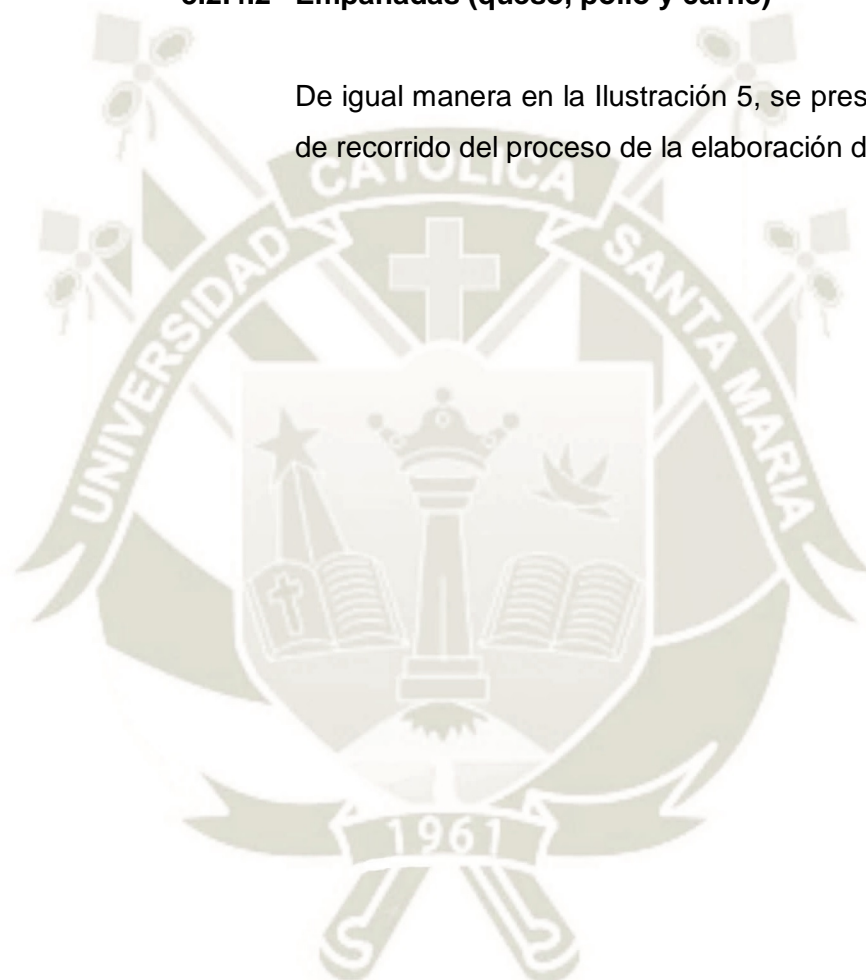 Empanadas (queso, pollo y carne)
De igual manera en la Ilustración 5, se pres
de recorrido del proceso de la elaboración d
CATOLICA
UNIVERSIDAD
SANTA MARIA
1961